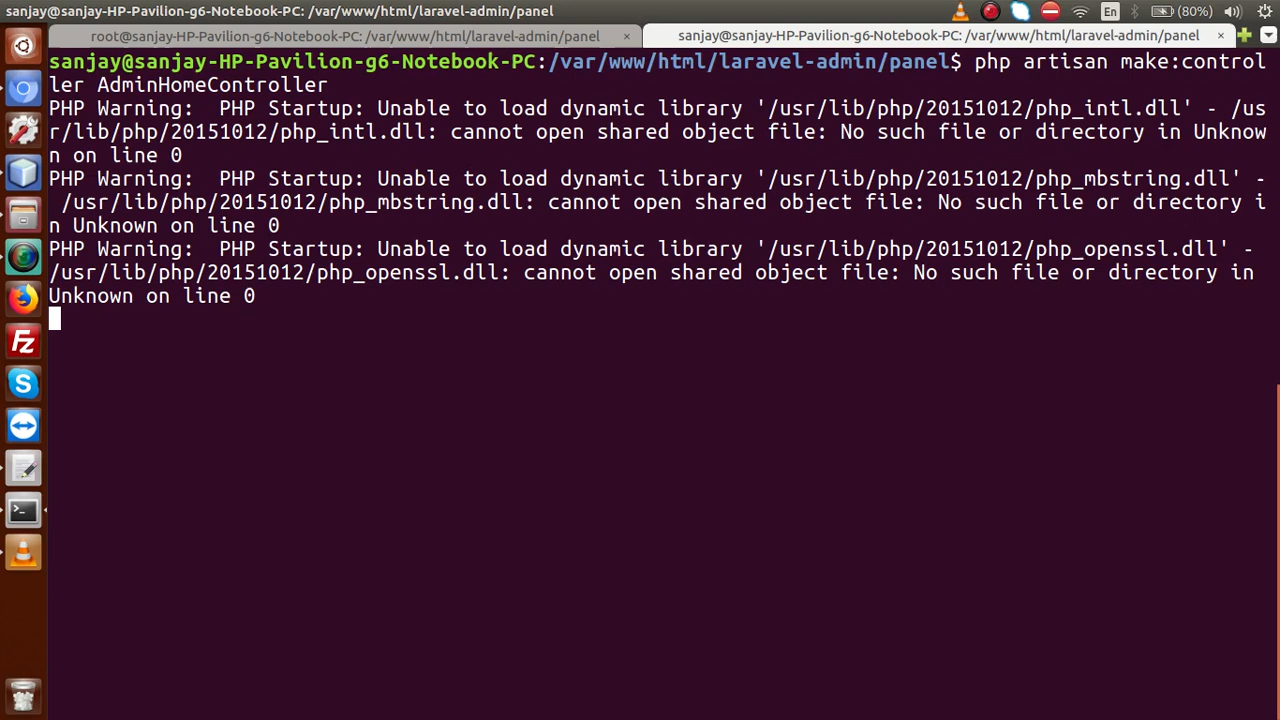 sanjay@sanjay-HP-Pavilion-g6-Notebook-PC: /var/www/html/laravel-admin/panel
En
(80%)
root@sanjay-HP-Pavilion-g6-Notebook-PC: /var/www/html/laravel-admin/panel ×
sanjay@sanjay-HP-Pavilion-g6-Notebook-PC: /var/www/html/laravel-admin/panel ×
sanjay@sanjay-HP-Pavilion-g6-Notebook-PC:/var/www/html/laravel-admin/panel$ php artisan make:control
ler AdminHomeController
PHP Warning:  PHP Startup: Unable to load dynamic library '/usr/lib/php/20151012/php_intl.dll' - /us
r/lib/php/20151012/php_intl.dll: cannot open shared object file: No such file or directory in Unknow
n on line 0
PHP Warning:  PHP Startup: Unable to load dynamic library '/usr/lib/php/20151012/php_mbstring.dll' -
 /usr/lib/php/20151012/php_mbstring.dll: cannot open shared object file: No such file or directory i
n Unknown on line 0
PHP Warning:  PHP Startup: Unable to load dynamic library '/usr/lib/php/20151012/php_openssl.dll' -
/usr/lib/php/20151012/php_openssl.dll: cannot open shared object file: No such file or directory in
Unknown on line 0
Fz
S
>_